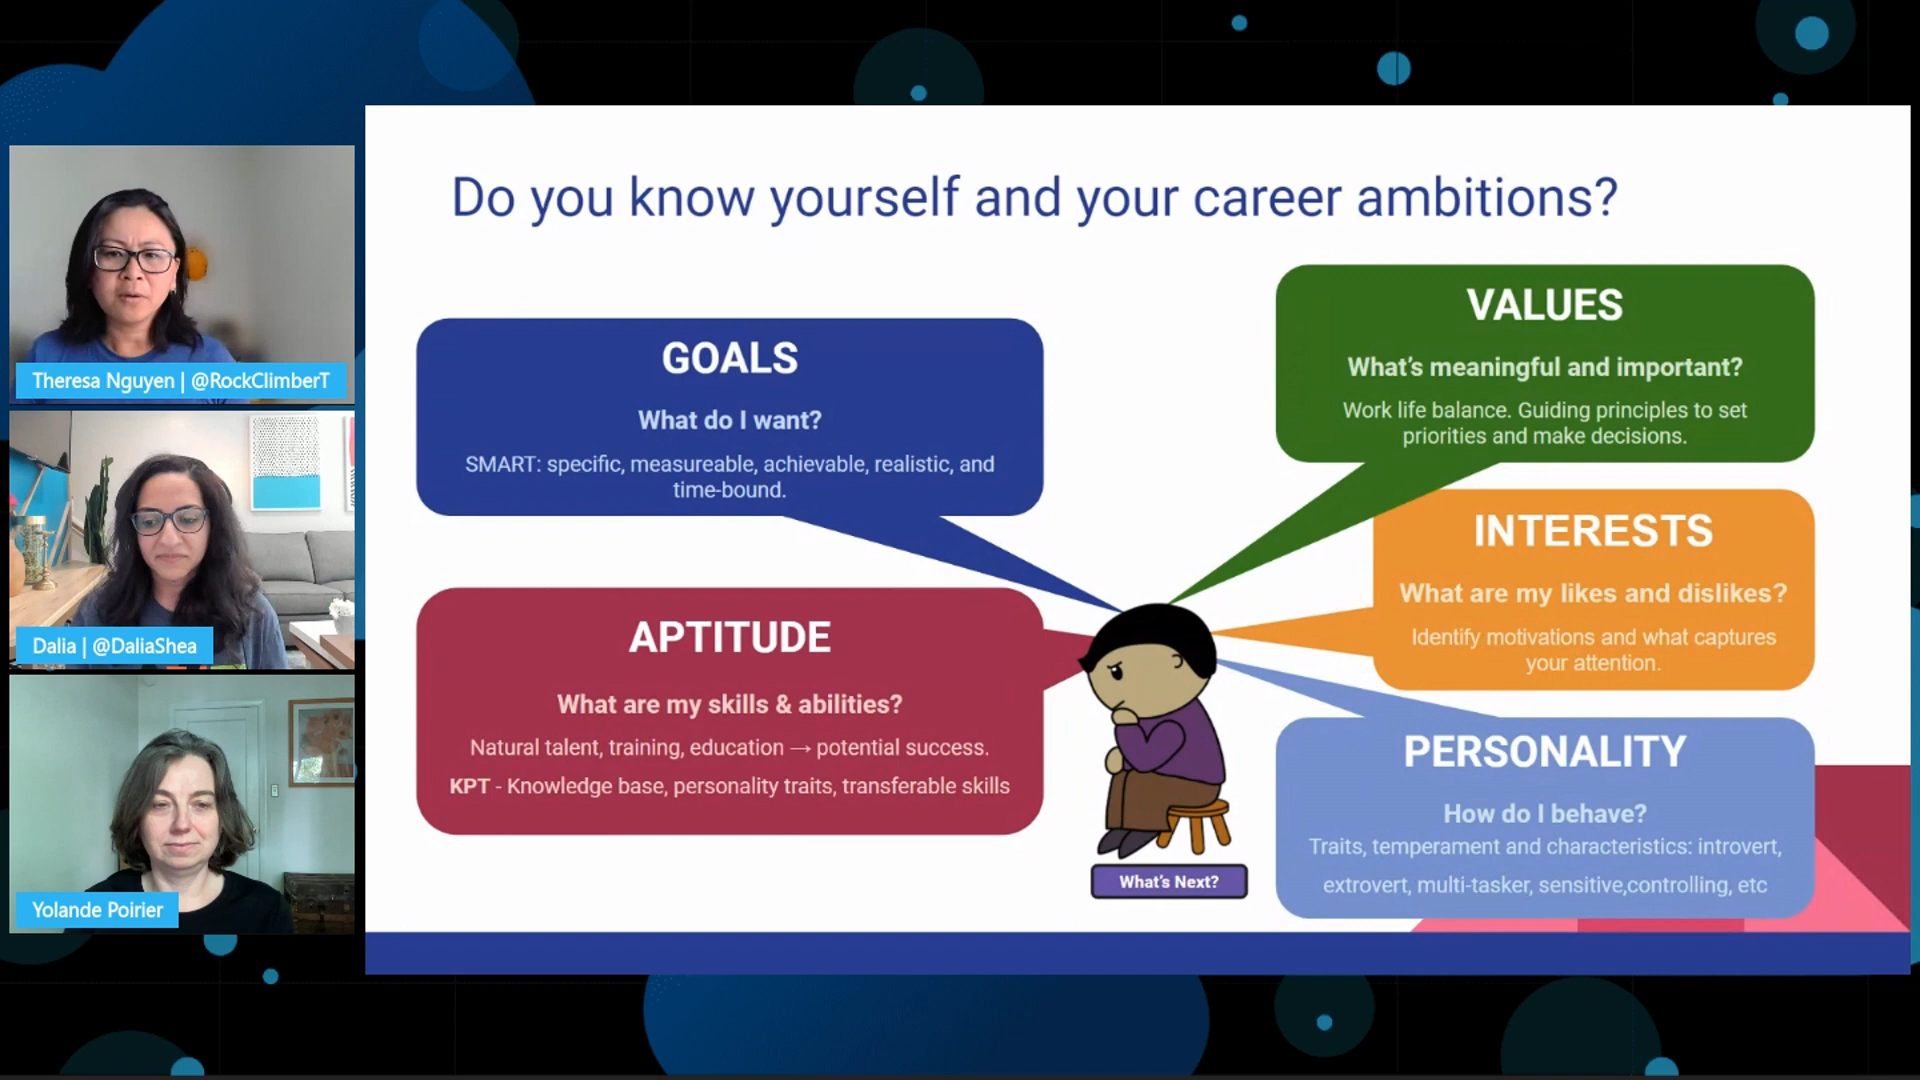 Do you know yourself and your career ambitions?
GOALS
What do I want?
SMART: specific, measureable, achievable, realistic, and
time-bound.
VALUES
What's meaningful and important?
Work life balance. Guiding principles to set
priorities and make decisions.
INTERESTS
What are my likes and dislikes?
Identify motivations and what captures
your attention.
APTITUDE
What are my skills & abilities?
Natural talent, training, education → potential success.
KPT - Knowledge base, personality traits, transferable skills
PERSONALITY
How do I behave?
Traits, temperament and characteristics: introvert,
extrovert, multi-tasker, sensitive,controlling, etc
What's Next?
Theresa Nguyen | @RockClimberT
Dalia | @DaliaShea
Yolande Poirier